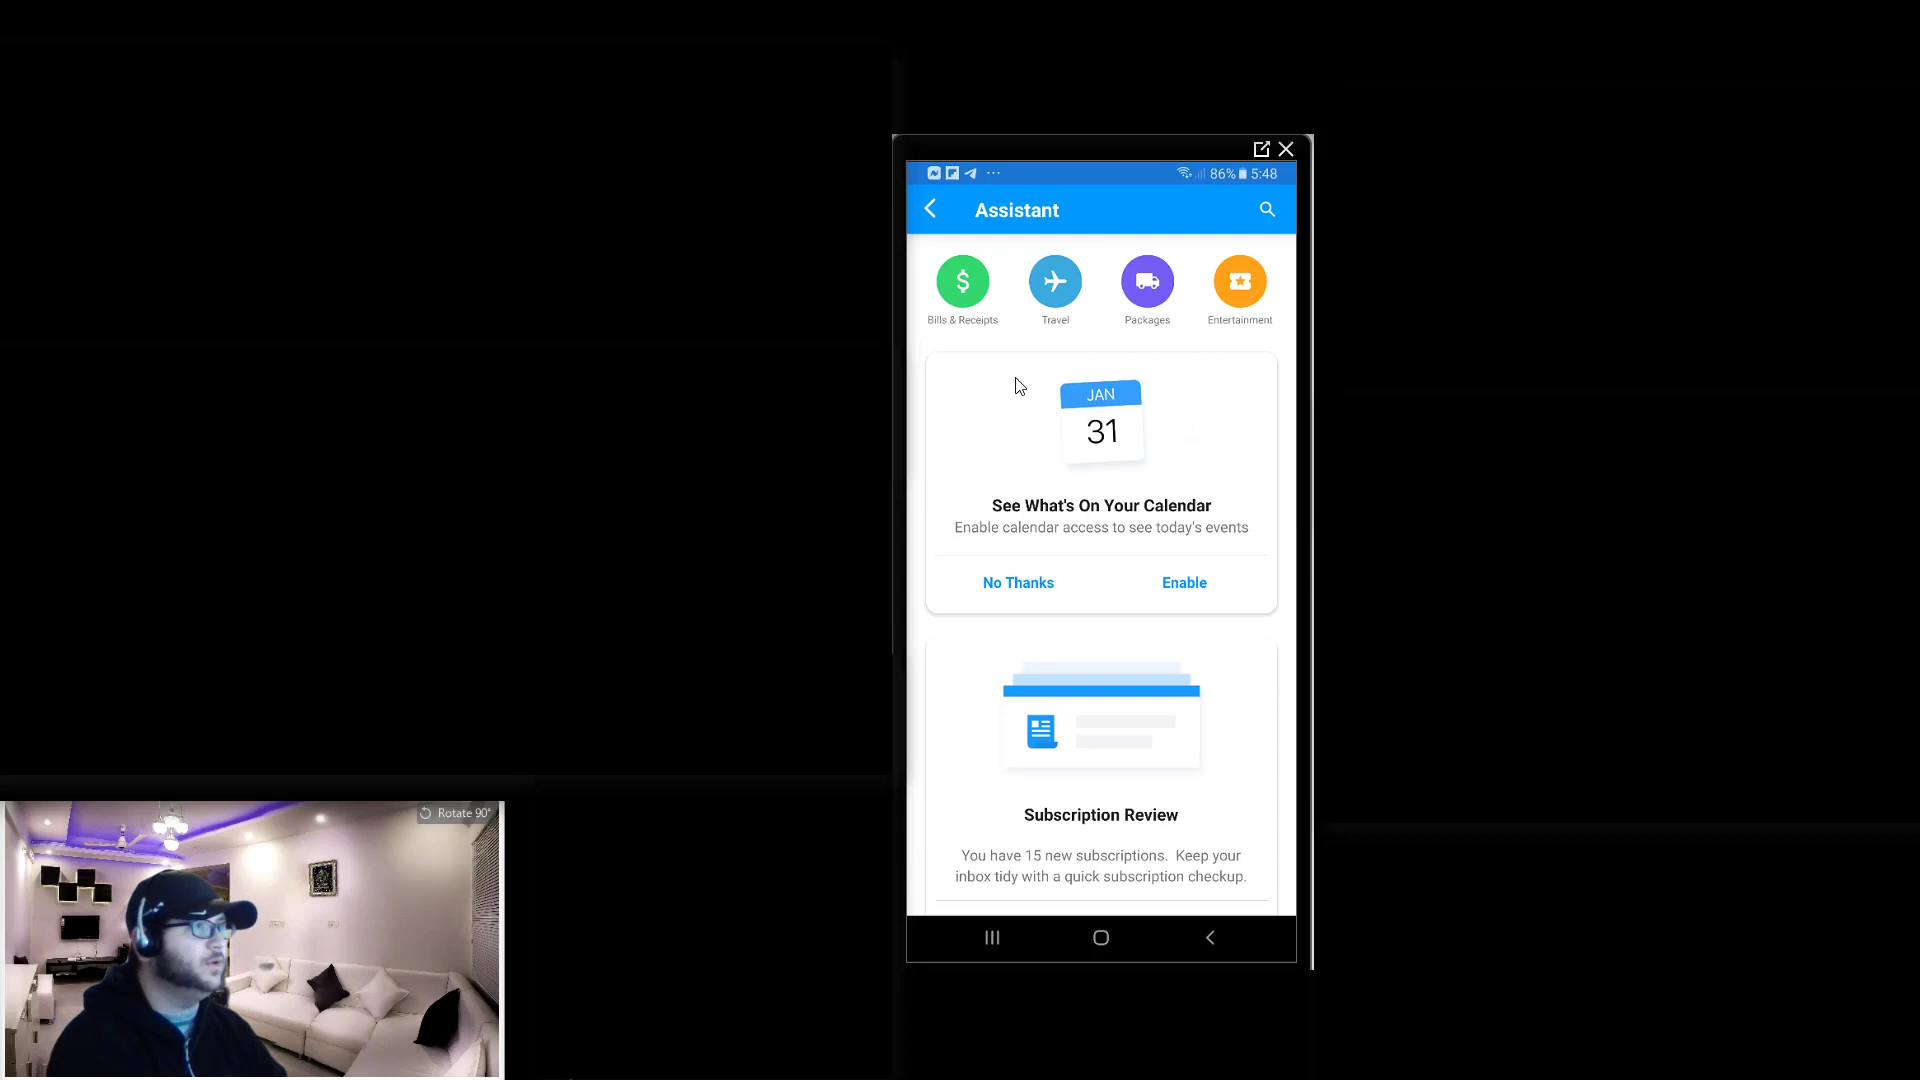 86% 5:48
Assistant
Bills & Receipts Travel Packages Entertainment
JAN
31
See What's On Your Calendar
Enable calendar access to see today's events
No Thanks Enable
Subscription Review
You have 15 new subscriptions. Keep your
inbox tidy with a quick subscription checkup.
Rotate 90°